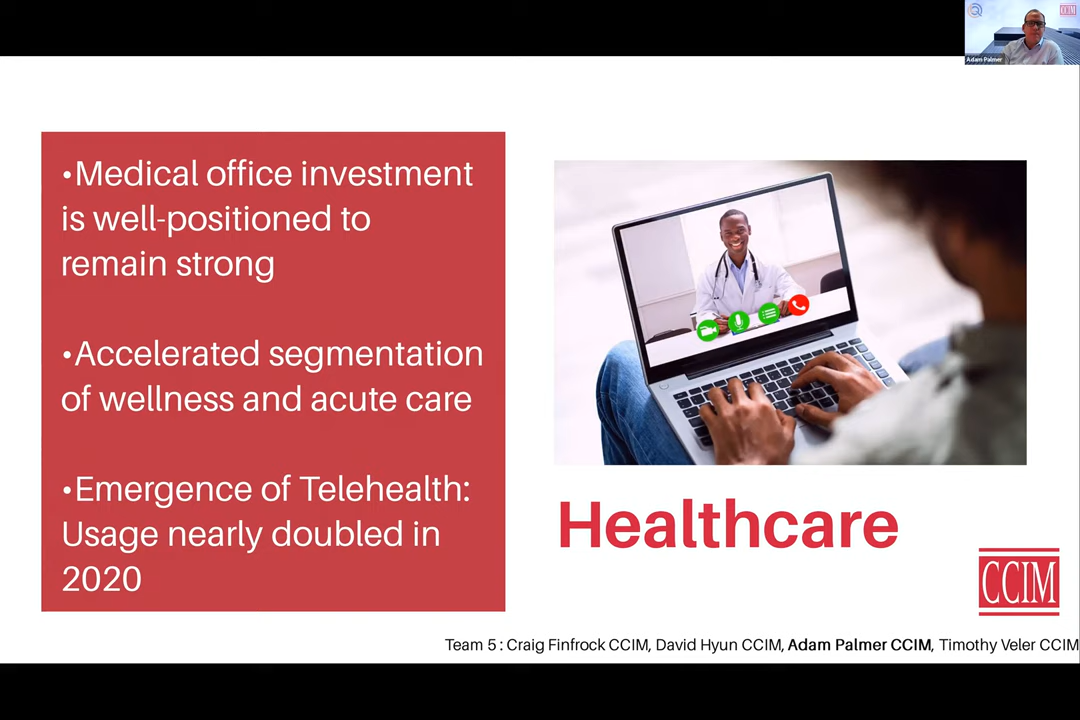 CCIM
Adam Palmer
•Medical office investment
is well-positioned to
remain strong
•Accelerated segmentation
of wellness and acute care
•Emergence of Telehealth:
Usage nearly doubled in
2020
Healthcare
CCIM
Team 5 : Craig Finfrock CCIM, David Hyun CCIM, Adam Palmer CCIM, Timothy Veler CCIM